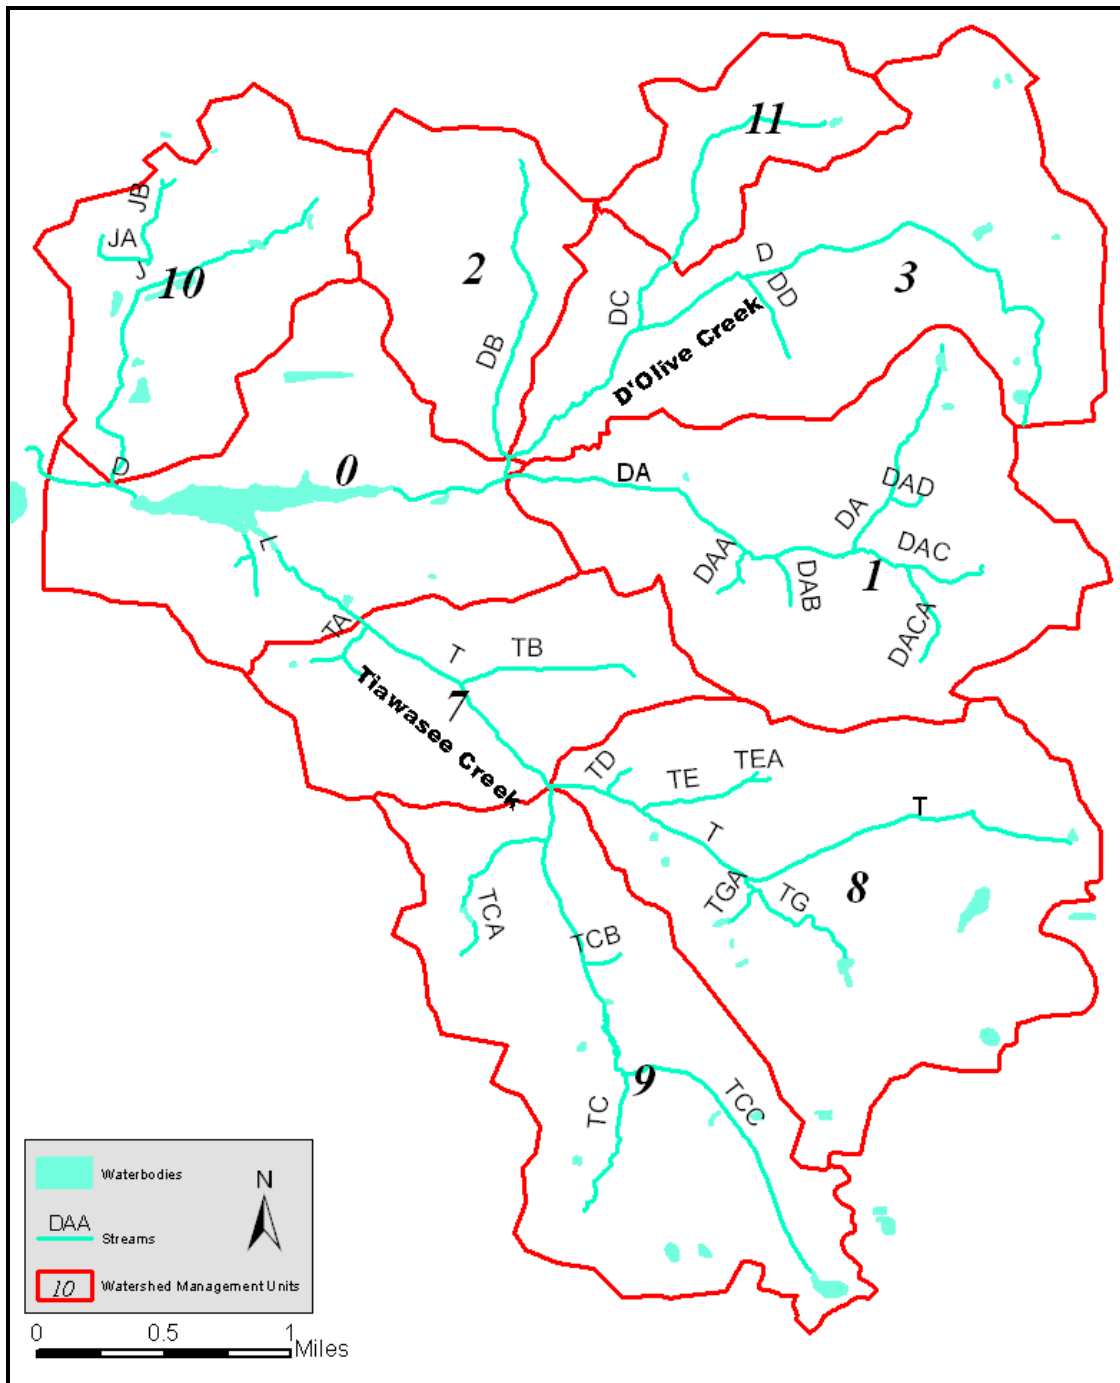 11
JB
JA
J
10
2
D
3
DC
DD
DB
D'Olive Creek
D
0
DA
DAD
DA
L
DAA
DAC
DAB
1
DACA
TA
T
TB
7
Tiawasee Creek
TD
TE
TEA
T
T
8
TGA
TG
TCA
TCB
9
TC
TCC
Waterbodies
N
DAA
Streams
10
Watershed Management Units
0
0.5
1
Miles